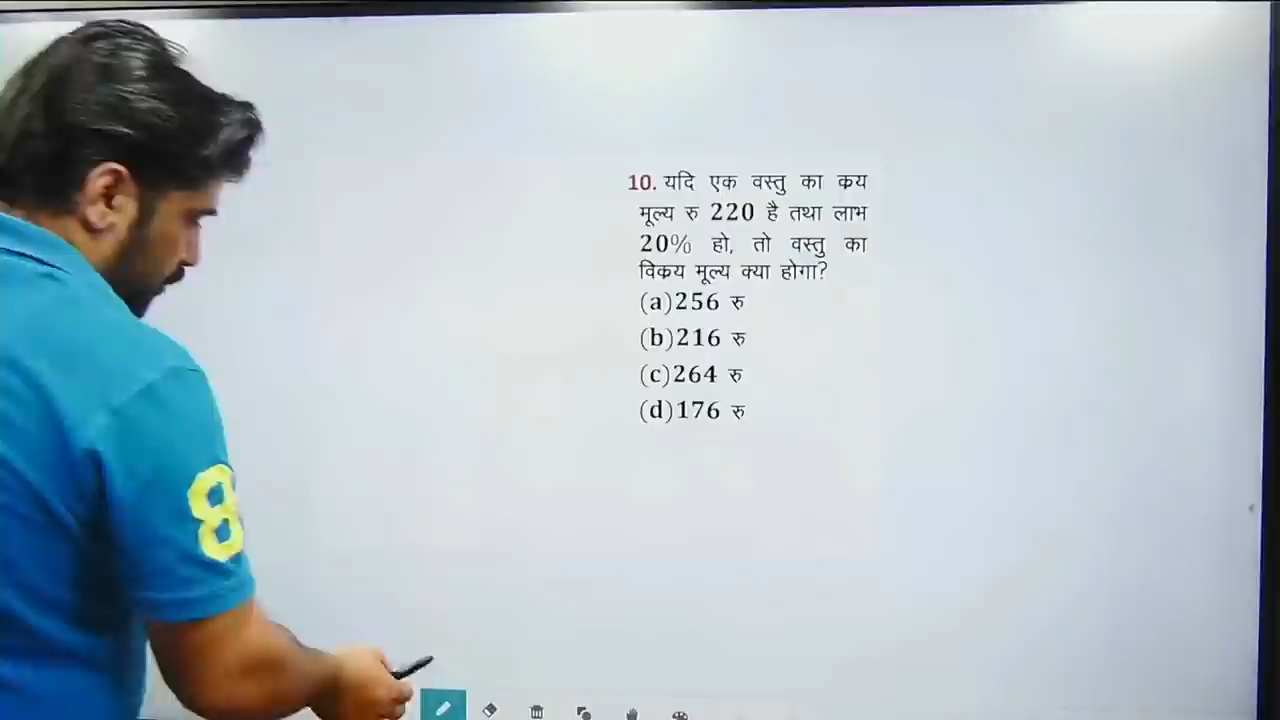 10. यदि एक वस्तु का क्रय
मूल्य रु 220 है तथा लाभ
20% हो, तो वस्तु का
विक्रय मूल्य क्या होगा?
(a)256 रु
(b)216 रु
(c)264 रु
(d)176 रु
8